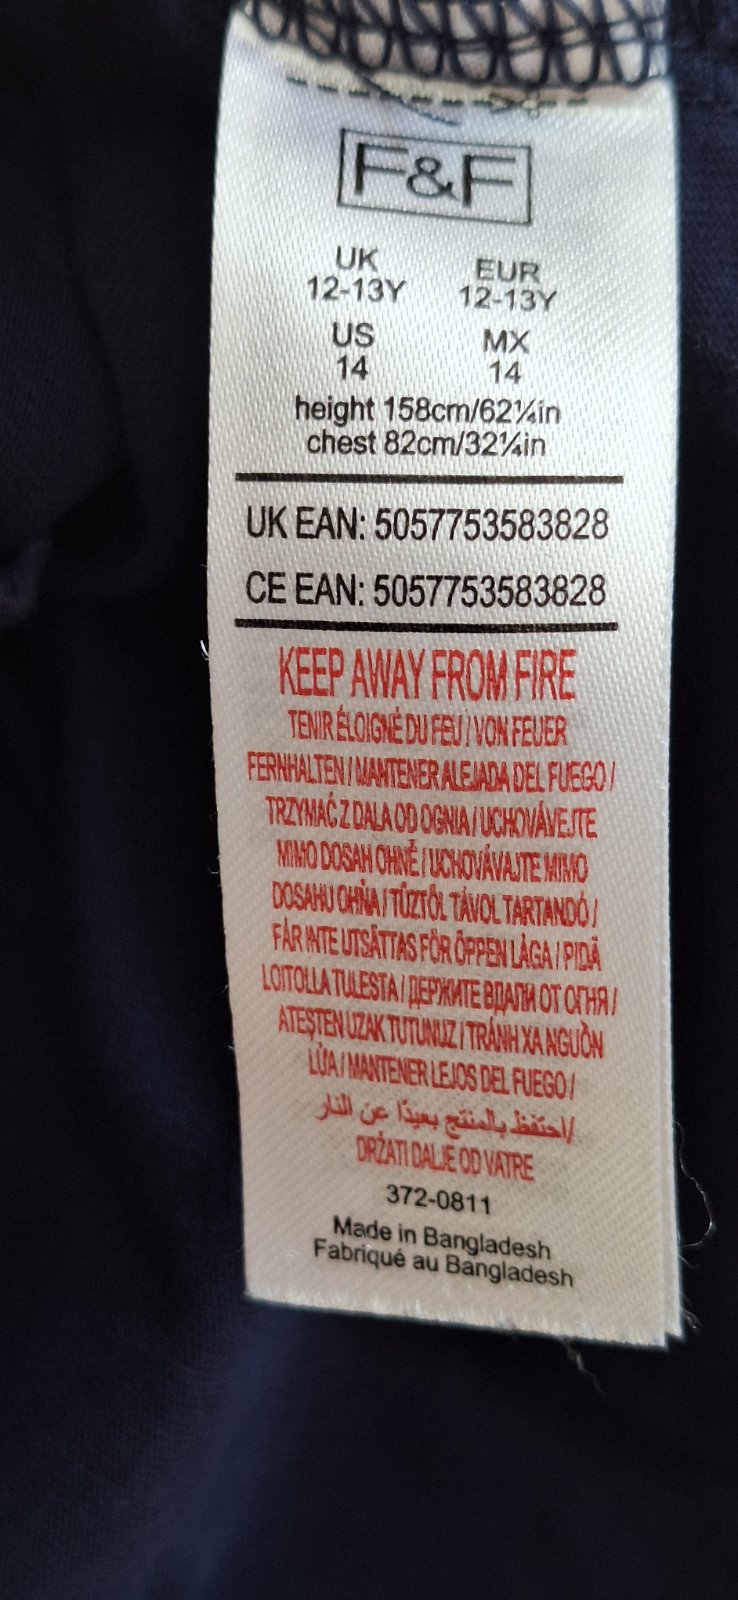 F&F
UK EUR
12-13Y 12-13Y
US MX
14 14
height 158cm/62¼in
chest 82cm/32¼in
UK EAN: 5057753583828
CE EAN: 5057753583828
KEEP AWAY FROM FIRE
TENIR ÉLOIGNÉ DU FEU / VON FEUER
FERNHALTEN / MANTENER ALEJADA DEL FUEGO /
TRZYMAĆ Z DALA OD OGNIA / UCHOVÁVEJTE
MIMO DOSAH OHNĚ / UCHOVÁVAJTE MIMO
DOSAHU OHŇA / TŰZTŐL TÁVOL TARTANDÓ /
FÅR INTE UTSÄTTAS FÖR ÖPPEN LÅGA / PIDÄ
LOITOLLA TULESTA / ДЕРЖИТЕ ВДАЛИ ОТ ОГНЯ /
ATEŞTEN UZAK TUTUNUZ / TRÁNH XA NGUỒN
LỬA / MANTENER LEJOS DEL FUEGO /
احتفظ بالمنتج بعيدًا عن النار/
DRŽATI DALJE OD VATRE
372-0811
Made in Bangladesh
Fabriqué au Bangladesh